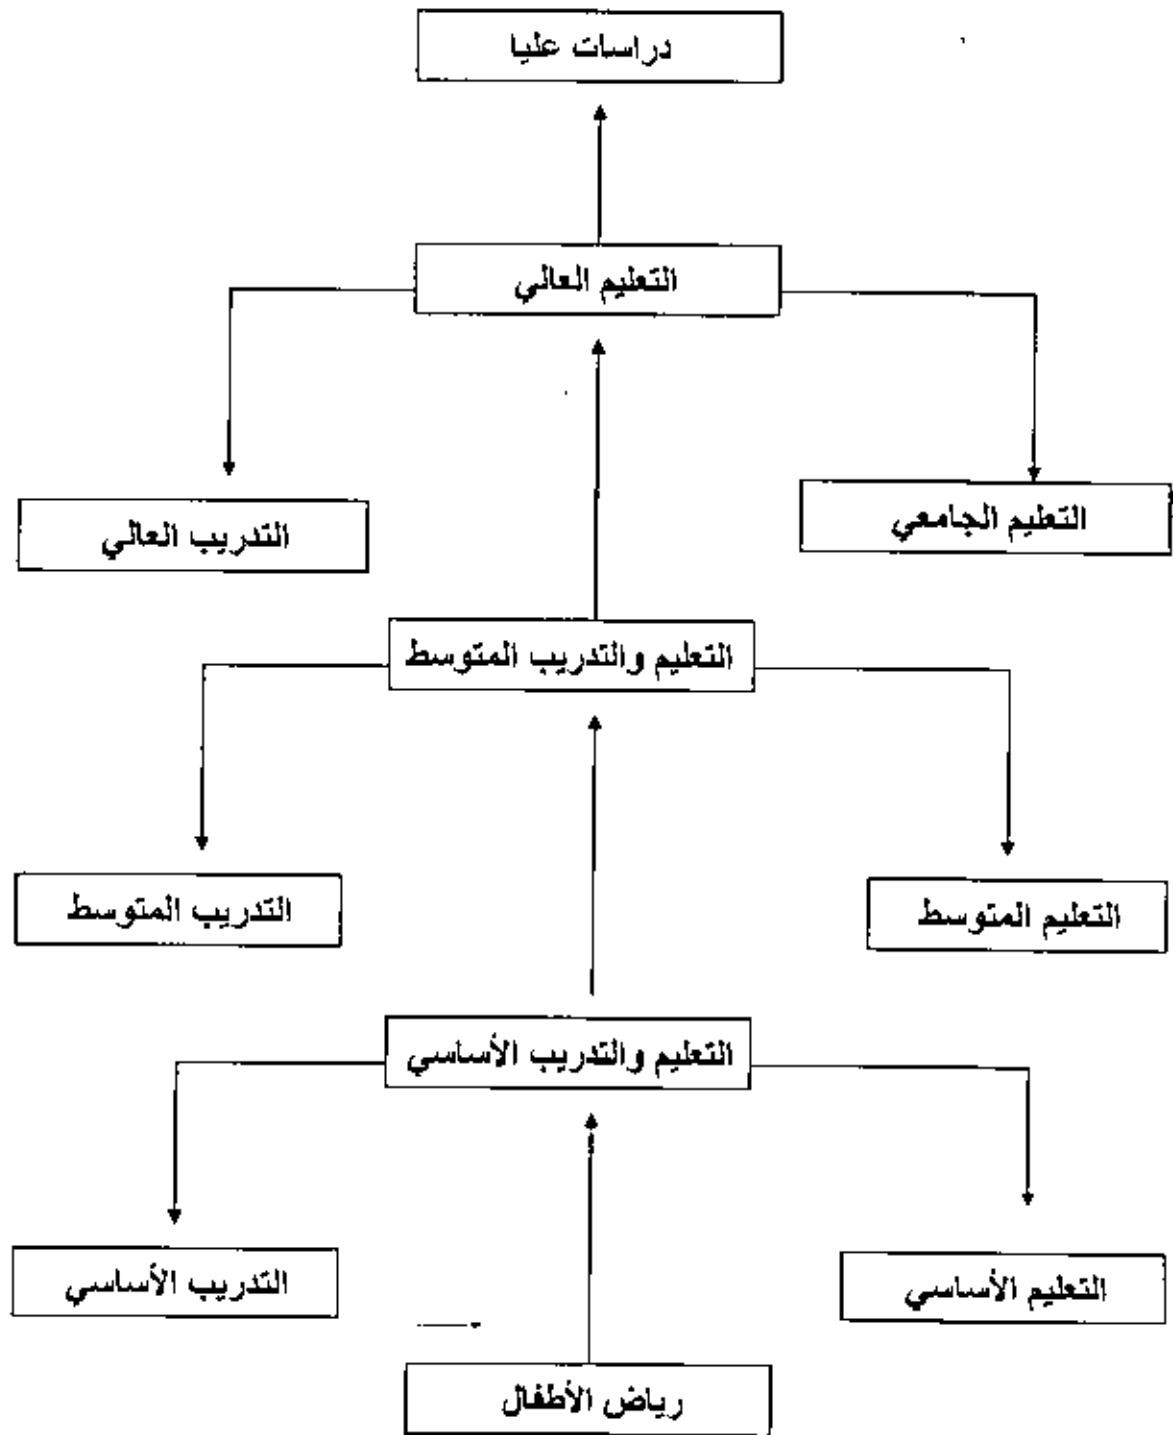 دراسات عليا
التعليم العالي
التعليم الجامعي
التدريب العالي
التعليم والتدريب المتوسط
التعليم المتوسط
التدريب المتوسط
التعليم والتدريب الأساسي
التعليم الأساسي
التدريب الأساسي
رياض الأطفال